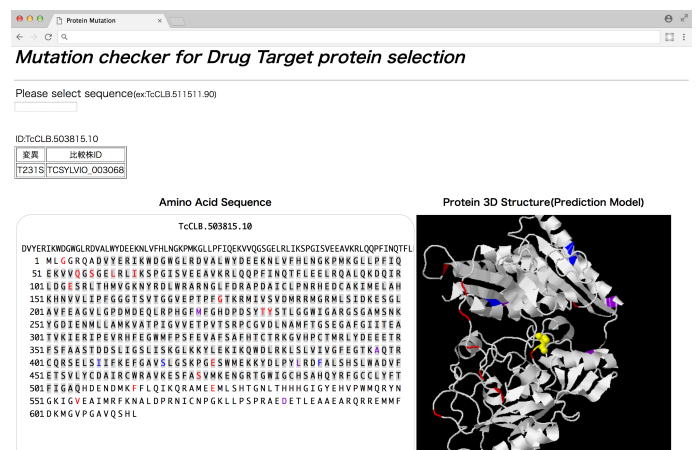 Protein Mutation
Mutation checker for Drug Target protein selection
Please select sequence(ex:TcCLB.511511.90)
ID:TcCLB.503815.10
変異 比較株ID
T231S TCSYLVIO_003068
Amino Acid Sequence
Protein 3D Structure(Prediction Model)
TcCLB.503815.10
DVYERIKWDGWGLRDVALWYDEEKNLVFHLNGKPMKGLLPFIQEKVVQGSGELRLIKSPGISVEEAVKRLQQPFINQTFL
1 MLGGRQADVYERIKWDGWGLRDVALWYDEEKNLVFHLNGKPMKGLLPFIQ
51 EKVVQGSGELRLIKSPGISVEEAVKRLQQPFINQTFLEELRQALQKDQIR
101 LDGESRLTHMVGKNYRDLWRARNGLFDRAPDAICLPNRHEDCAKIMELAH
151 KHNVVLIPFGGGTSVTGGVEPTPFGTKRMIVSVDMRRMGRMLSIDKESGL
201 AVFEAGVLGPDMDEQLRPHGFMFGHDPDSYTYSTLGGWIGARGSGAMSNK
251 YGDIENMLLAMKVATPIGVVETPVTSRPCGVDLNAMFTGSEGAFGIITEA
301 TVKIERIPEVRHFEGWMFPSFEVAFSAFHTCTRKGVHPCTMRLYDEEETR
351 FSFAASTDDSLIGSLISKGLKKYLEKIKQWDLRKLSLVIVGFEGTKAQTR
401 CQRSELSIIFKEFGAVSLGSKPGESWMEKKYDLPYLRDFALSHSLWADVF
451 ETSVLYCDAIRCWRAVKESFASVMKENGRTGWIGCHSAHQYRFGCCLYFT
501 FIGAQHDENDMKFFLQIKQRAMEEMLSHTGNLTHHHGIGYEHVPWMQRYN
551 GKIGVEAIMRFKNALDPRNICNPGKLLPSPRAEDETLEAAEARQRREMMF
601 DKMGVPGAVQSHL